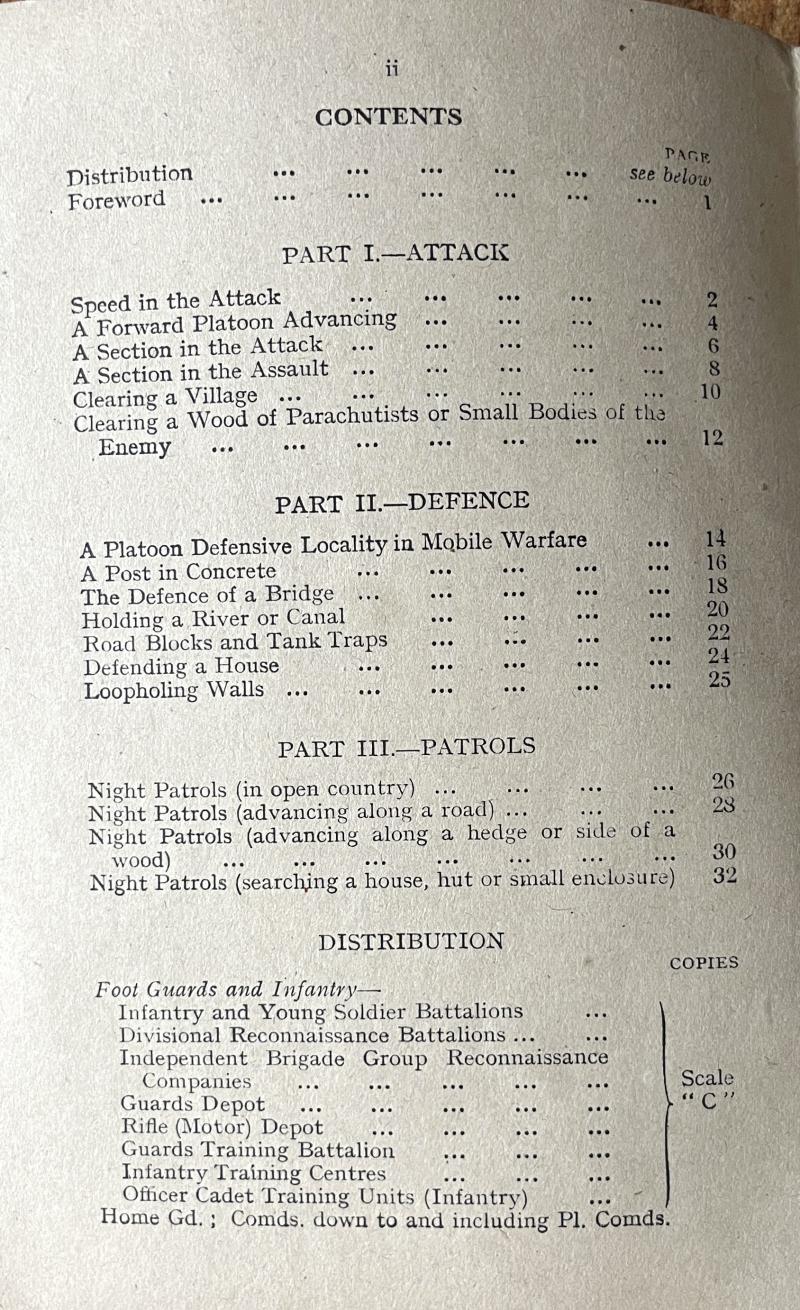 ii
CONTENTS
PAGE
Distribution ... ... ... ... ... see below
Foreword ... ... ... ... ... ... ... 1
PART I.—ATTACK
Speed in the Attack ... ... ... ... ... 2
A Forward Platoon Advancing ... ... ... ... 4
A Section in the Attack ... ... ... ... ... 6
A Section in the Assault ... ... ... ... ... 8
Clearing a Village ... ... ... ... ... ... 10
Clearing a Wood of Parachutists or Small Bodies of the
Enemy ... ... ... ... ... ... ... 12
PART II.—DEFENCE
A Platoon Defensive Locality in Mobile Warfare ... 14
A Post in Concrete ... ... ... ... ... 16
The Defence of a Bridge ... ... ... ... ... 18
Holding a River or Canal ... ... ... ... 20
Road Blocks and Tank Traps ... ... ... ... 22
Defending a House ... ... ... ... ... 24
Loopholing Walls ... ... ... ... ... ... 25
PART III.—PATROLS
Night Patrols (in open country) ... ... ... ... 26
Night Patrols (advancing along a road) ... ... ... 28
Night Patrols (advancing along a hedge or side of a
wood) ... ... ... ... ... ... ... 30
Night Patrols (searching a house, hut or small enclosure) 32
DISTRIBUTION
COPIES
Foot Guards and Infantry—
Infantry and Young Soldier Battalions ...
Divisional Reconnaissance Battalions ... ...
Independent Brigade Group Reconnaissance
Companies ... ... ... ... ...
Guards Depot ... ... ... ... ...
Rifle (Motor) Depot ... ... ... ...
Guards Training Battalion ... ... ...
Infantry Training Centres ... ... ...
Officer Cadet Training Units (Infantry) ...
Scale
" C "
Home Gd. ; Comds. down to and including Pl. Comds.